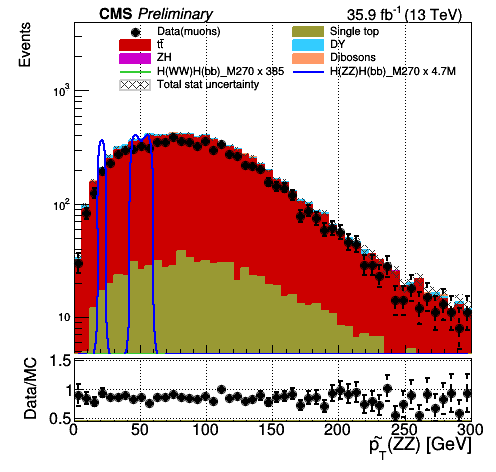 CMS Preliminary 35.9 fb⁻¹ (13 TeV)
Data(muons) Single top
tt̄ DY
ZH Dibosons
H(WW)H(bb)_M270 x 385 H(ZZ)H(bb)_M270 x 4.7M
Total stat uncertainty
Events
10³
10²
10
1.5
1
0.5
Data/MC
0 50 100 150 200 250 300
p̃_T(ZZ) [GeV]